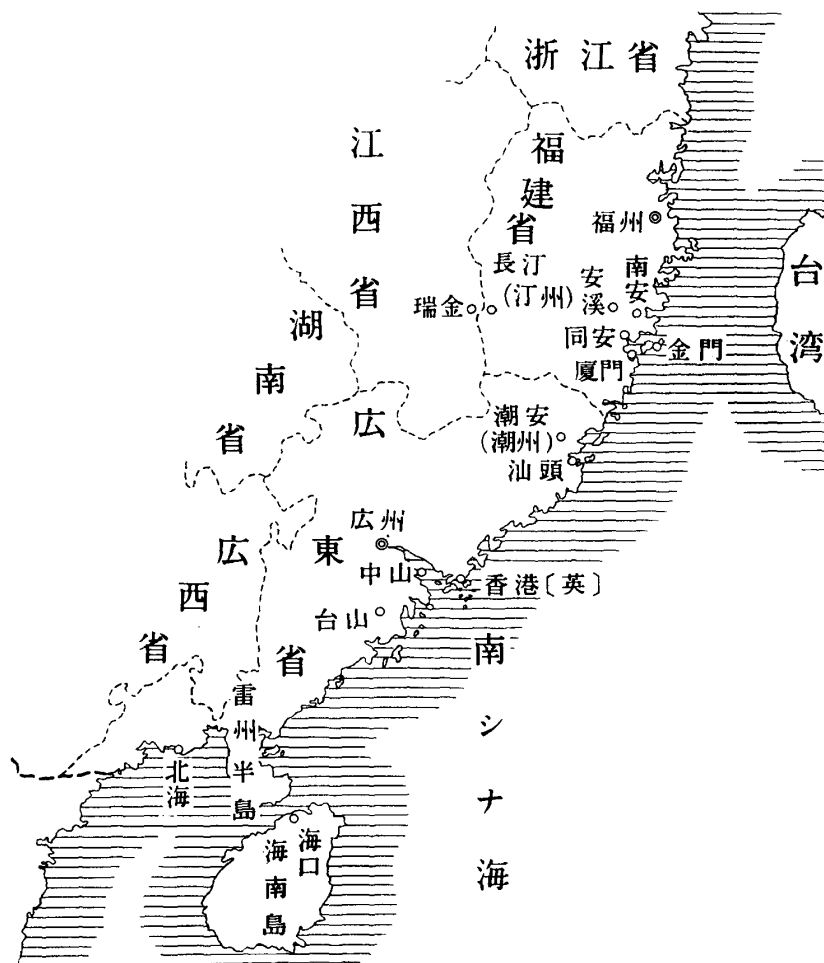 浙江省
江西省
福建省
福州
台湾
長汀
(汀州)
瑞金
安溪
南安
同安
金門
厦門
湖南省
潮安
(潮州)
汕頭
広東省
広州
中山
香港〔英〕
台山
広西省
雷州半島
北海
海口
海南島
南シナ海